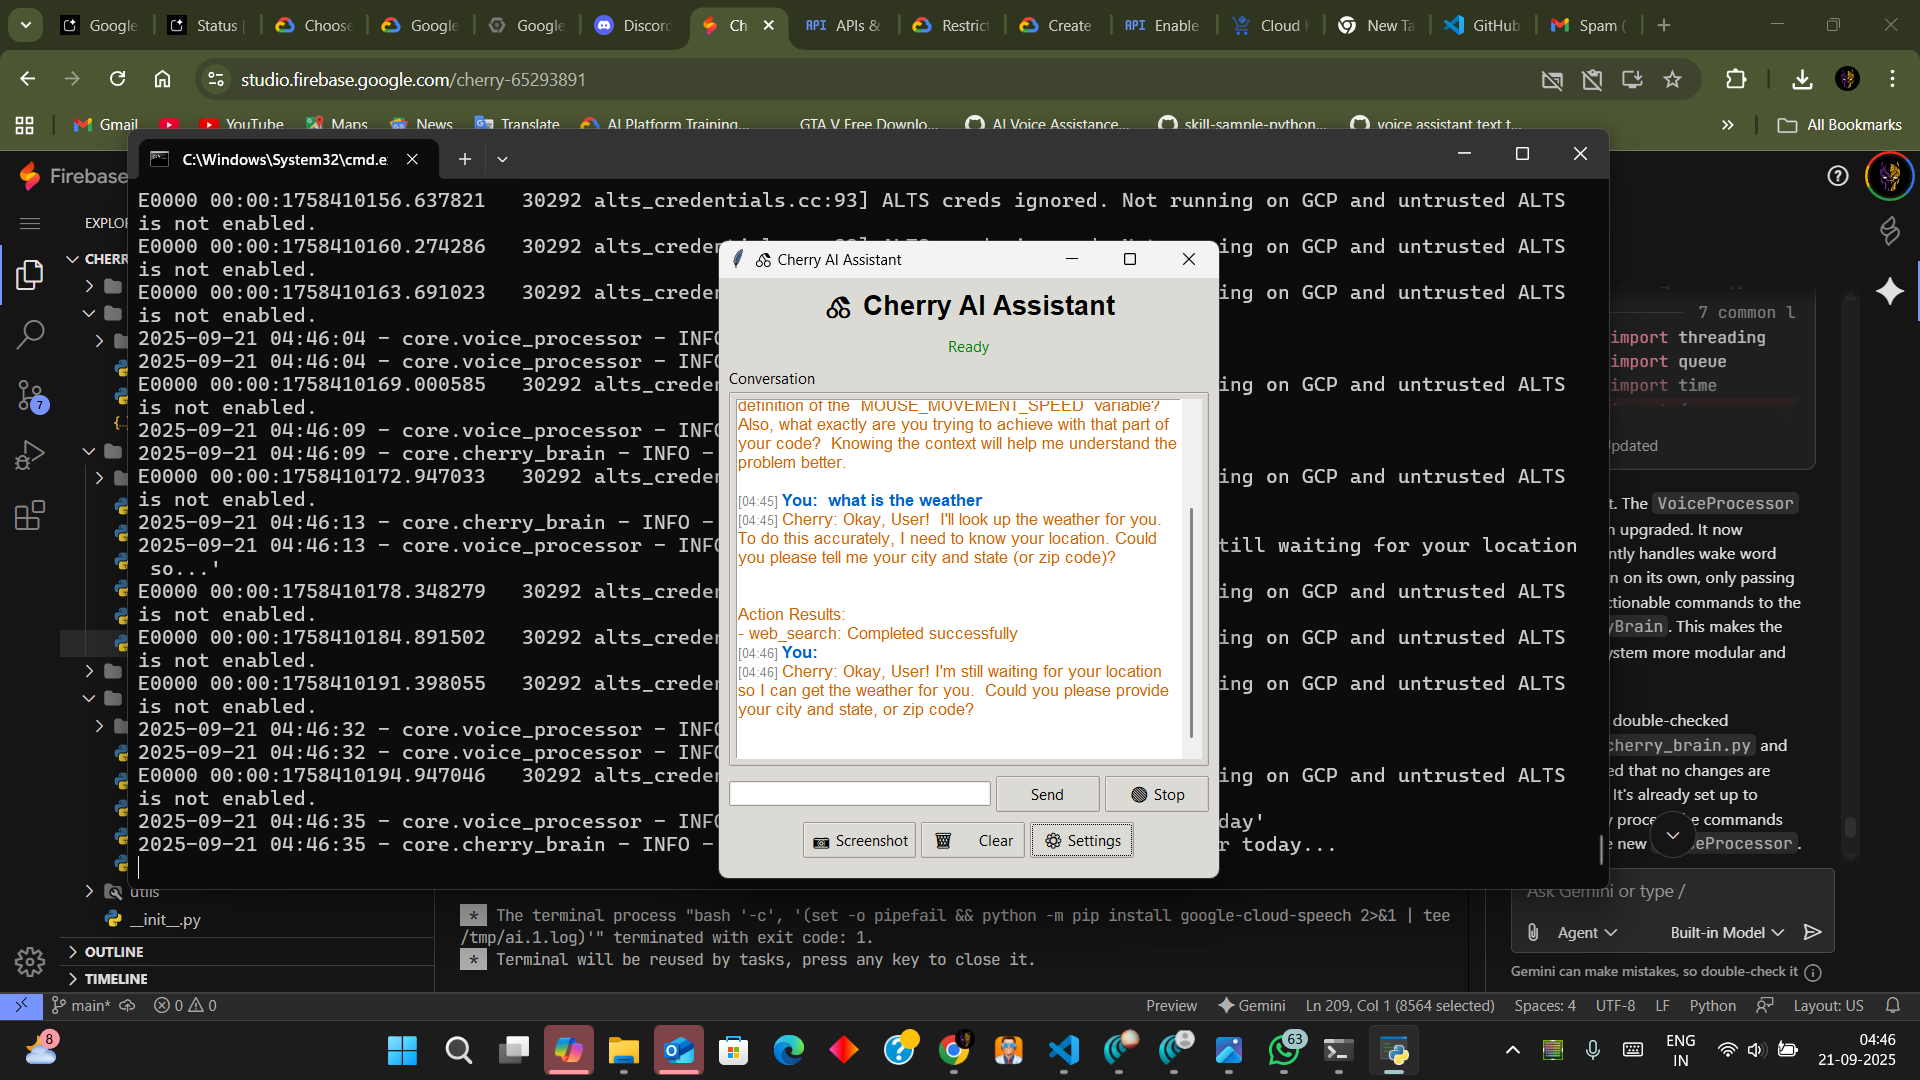 Google
Status
Choose
Google
Google
Discord
Ch
APIs &
Restric
Create
Enable
Cloud
New Ta
GitHub
Spam (
studio.firebase.google.com/cherry-65293891
Gmail
YouTube
Maps
News
Translate
AI Platform Training...
GTA V Free Downlo...
AI Voice Assistance...
skill-sample-python...
voice assistant text t...
All Bookmarks
C:\Windows\System32\cmd.e
Firebase
EXPLOR
CHERR
E0000 00:00:1758410156.637821 30292 alts_credentials.cc:93] ALTS creds ignored. Not running on GCP and untrusted ALTS
is not enabled.
E0000 00:00:1758410160.274286 30292 alts_cred ing on GCP and untrusted ALTS
is not enabled.
E0000 00:00:1758410163.691023 30292 alts_creder ing on GCP and untrusted ALTS
is not enabled.
2025-09-21 04:46:04 - core.voice_processor - INFO
2025-09-21 04:46:04 - core.voice_processor - INFO
E0000 00:00:1758410169.000585 30292 alts_creder ing on GCP and untrusted ALTS
is not enabled.
2025-09-21 04:46:09 - core.voice_processor - INFO
2025-09-21 04:46:09 - core.cherry_brain - INFO -
E0000 00:00:1758410172.947033 30292 alts_creder ing on GCP and untrusted ALTS
is not enabled.
2025-09-21 04:46:13 - core.cherry_brain - INFO -
2025-09-21 04:46:13 - core.voice_processor - INFO till waiting for your location
so...'
E0000 00:00:1758410178.348279 30292 alts_creder ing on GCP and untrusted ALTS
is not enabled.
E0000 00:00:1758410184.891502 30292 alts_creder ing on GCP and untrusted ALTS
is not enabled.
E0000 00:00:1758410191.398055 30292 alts_creder ing on GCP and untrusted ALTS
is not enabled.
2025-09-21 04:46:32 - core.voice_processor - INFO
2025-09-21 04:46:32 - core.voice_processor - INFO
E0000 00:00:1758410194.947046 30292 alts_creder ing on GCP and untrusted ALTS
is not enabled.
2025-09-21 04:46:35 - core.voice_processor - INFO day'
2025-09-21 04:46:35 - core.cherry_brain - INFO - r today...
Cherry AI Assistant
Cherry AI Assistant
Ready
Conversation
definition of the `MOUSE_MOVEMENT_SPEED` variable?
Also, what exactly are you trying to achieve with that part of
your code? Knowing the context will help me understand the
problem better.
[04:45] You: what is the weather
[04:45] Cherry: Okay, User! I'll look up the weather for you.
To do this accurately, I need to know your location. Could
you please tell me your city and state (or zip code)?
Action Results:
- web_search: Completed successfully
[04:46] You:
[04:46] Cherry: Okay, User! I'm still waiting for your location
so I can get the weather for you. Could you please provide
your city and state, or zip code?
Send
Stop
Screenshot
Clear
Settings
7 common l
import threading
import queue
import time
pdated
t. The VoiceProcessor
n upgraded. It now
ntly handles wake word
n on its own, only passing
ctionable commands to the
yBrain. This makes the
ystem more modular and
double-checked
cherry_brain.py and
ed that no changes are
It's already set up to
y proce e commands
e new eProcessor.
Ask Gemini or type /
Agent
Built-in Model
Gemini can make mistakes, so double-check it
7
utils
__init__.py
OUTLINE
TIMELINE
* The terminal process "bash '-c', '(set -o pipefail && python -m pip install google-cloud-speech 2>&1 | tee
/tmp/ai.1.log)'" terminated with exit code: 1.
* Terminal will be reused by tasks, press any key to close it.
main*
0
0
Preview
Gemini
Ln 209, Col 1 (8564 selected)
Spaces: 4
UTF-8
LF
Python
Layout: US
8
63
ENG
IN
04:46
21-09-2025